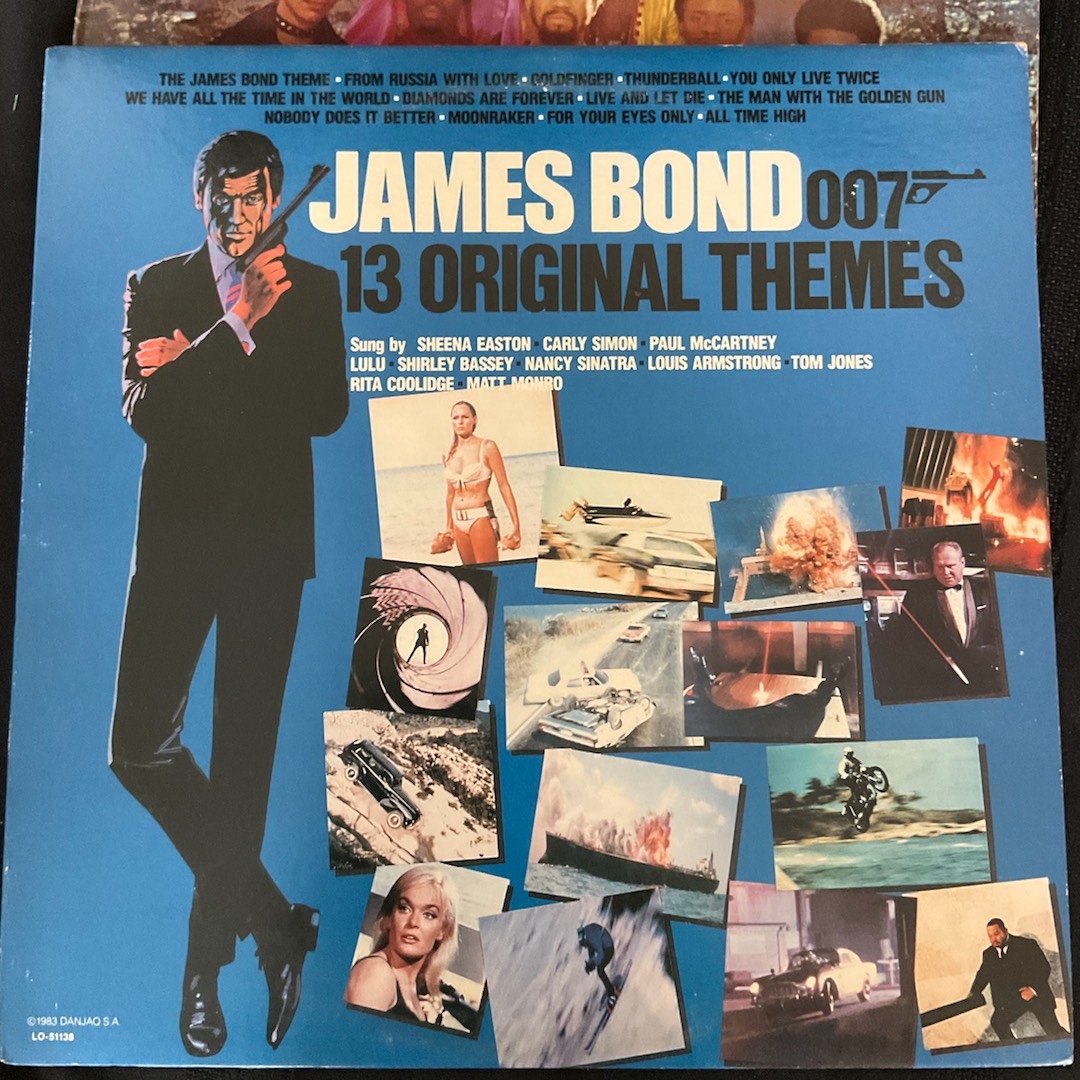 THE JAMES BOND THEME ▪ FROM RUSSIA WITH LOVE ▪ GOLDFINGER ▪ THUNDERBALL ▪ YOU ONLY LIVE TWICE
WE HAVE ALL THE TIME IN THE WORLD ▪ DIAMONDS ARE FOREVER ▪ LIVE AND LET DIE ▪ THE MAN WITH THE GOLDEN GUN
NOBODY DOES IT BETTER ▪ MOONRAKER ▪ FOR YOUR EYES ONLY ▪ ALL TIME HIGH
JAMES BOND 007
13 ORIGINAL THEMES
Sung by SHEENA EASTON ▪ CARLY SIMON ▪ PAUL McCARTNEY
LULU ▪ SHIRLEY BASSEY ▪ NANCY SINATRA ▪ LOUIS ARMSTRONG ▪ TOM JONES
RITA COOLIDGE ▪ MATT MONRO
©1983 DANJAQ S.A.
LO-51138